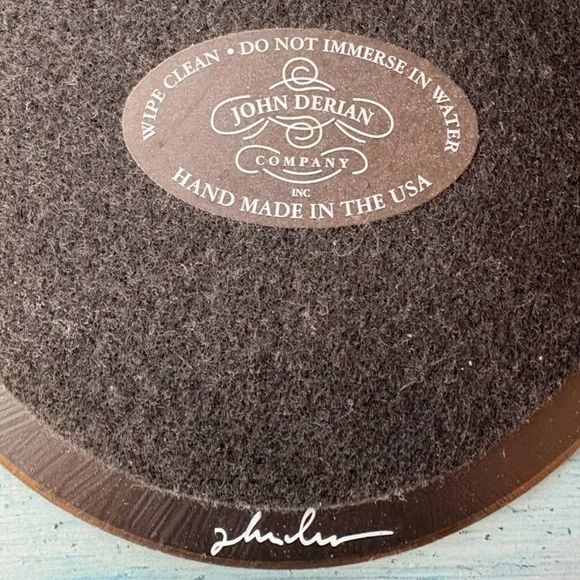 WIPE CLEAN • DO NOT IMMERSE IN WATER
JOHN DERIAN
COMPANY
INC
HAND MADE IN THE USA